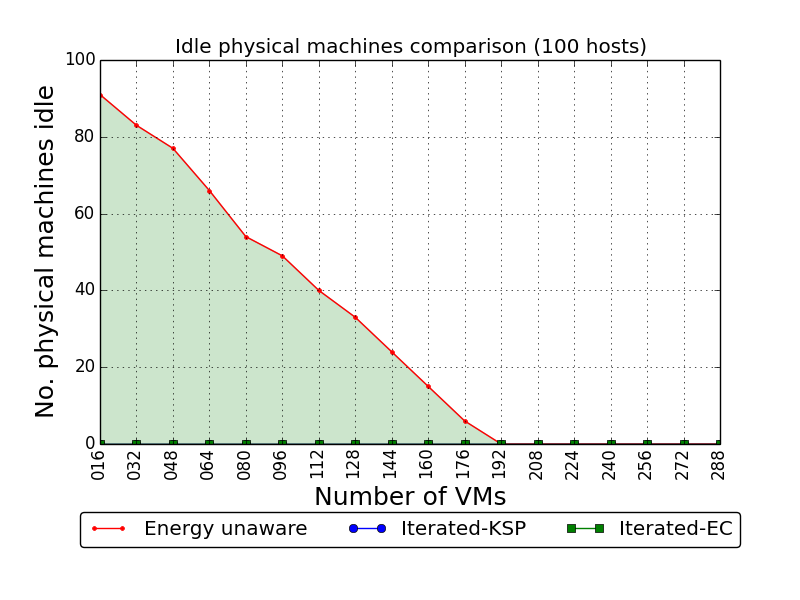 Idle physical machines comparison (100 hosts)
No. physical machines idle
100
80
60
40
20
0
016 032 048 064 080 096 112 128 144 160 176 192 208 224 240 256 272 288
Number of VMs
Energy unaware Iterated-KSP Iterated-EC